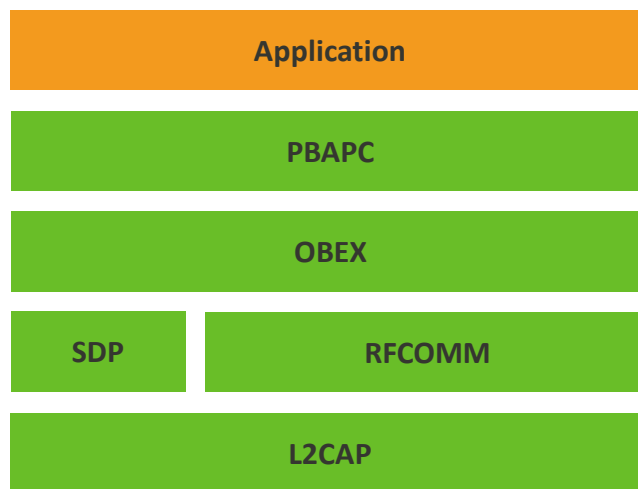 Application
PBAPC
OBEX
SDP
RFCOMM
L2CAP